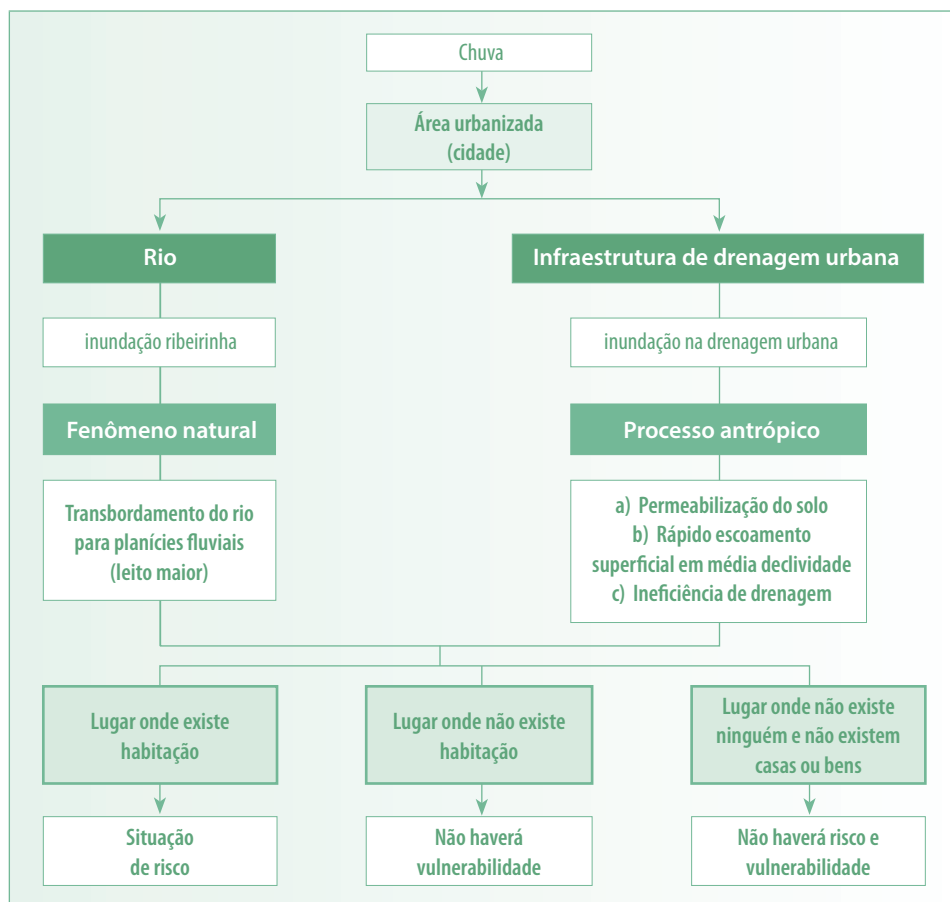 Chuva
Área urbanizada
(cidade)
Rio
Infraestrutura de drenagem urbana
inundação ribeirinha
inundação na drenagem urbana
Fenômeno natural
Processo antrópico
Transbordamento do rio
para planícies fluviais
(leito maior)
a) Permeabilização do solo
b) Rápido escoamento
superficial em média declividade
c) Ineficiência de drenagem
Lugar onde existe
habitação
Lugar onde não existe
habitação
Lugar onde não existe
ninguém e não existem
casas ou bens
Situação
de risco
Não haverá
vulnerabilidade
Não haverá risco e
vulnerabilidade